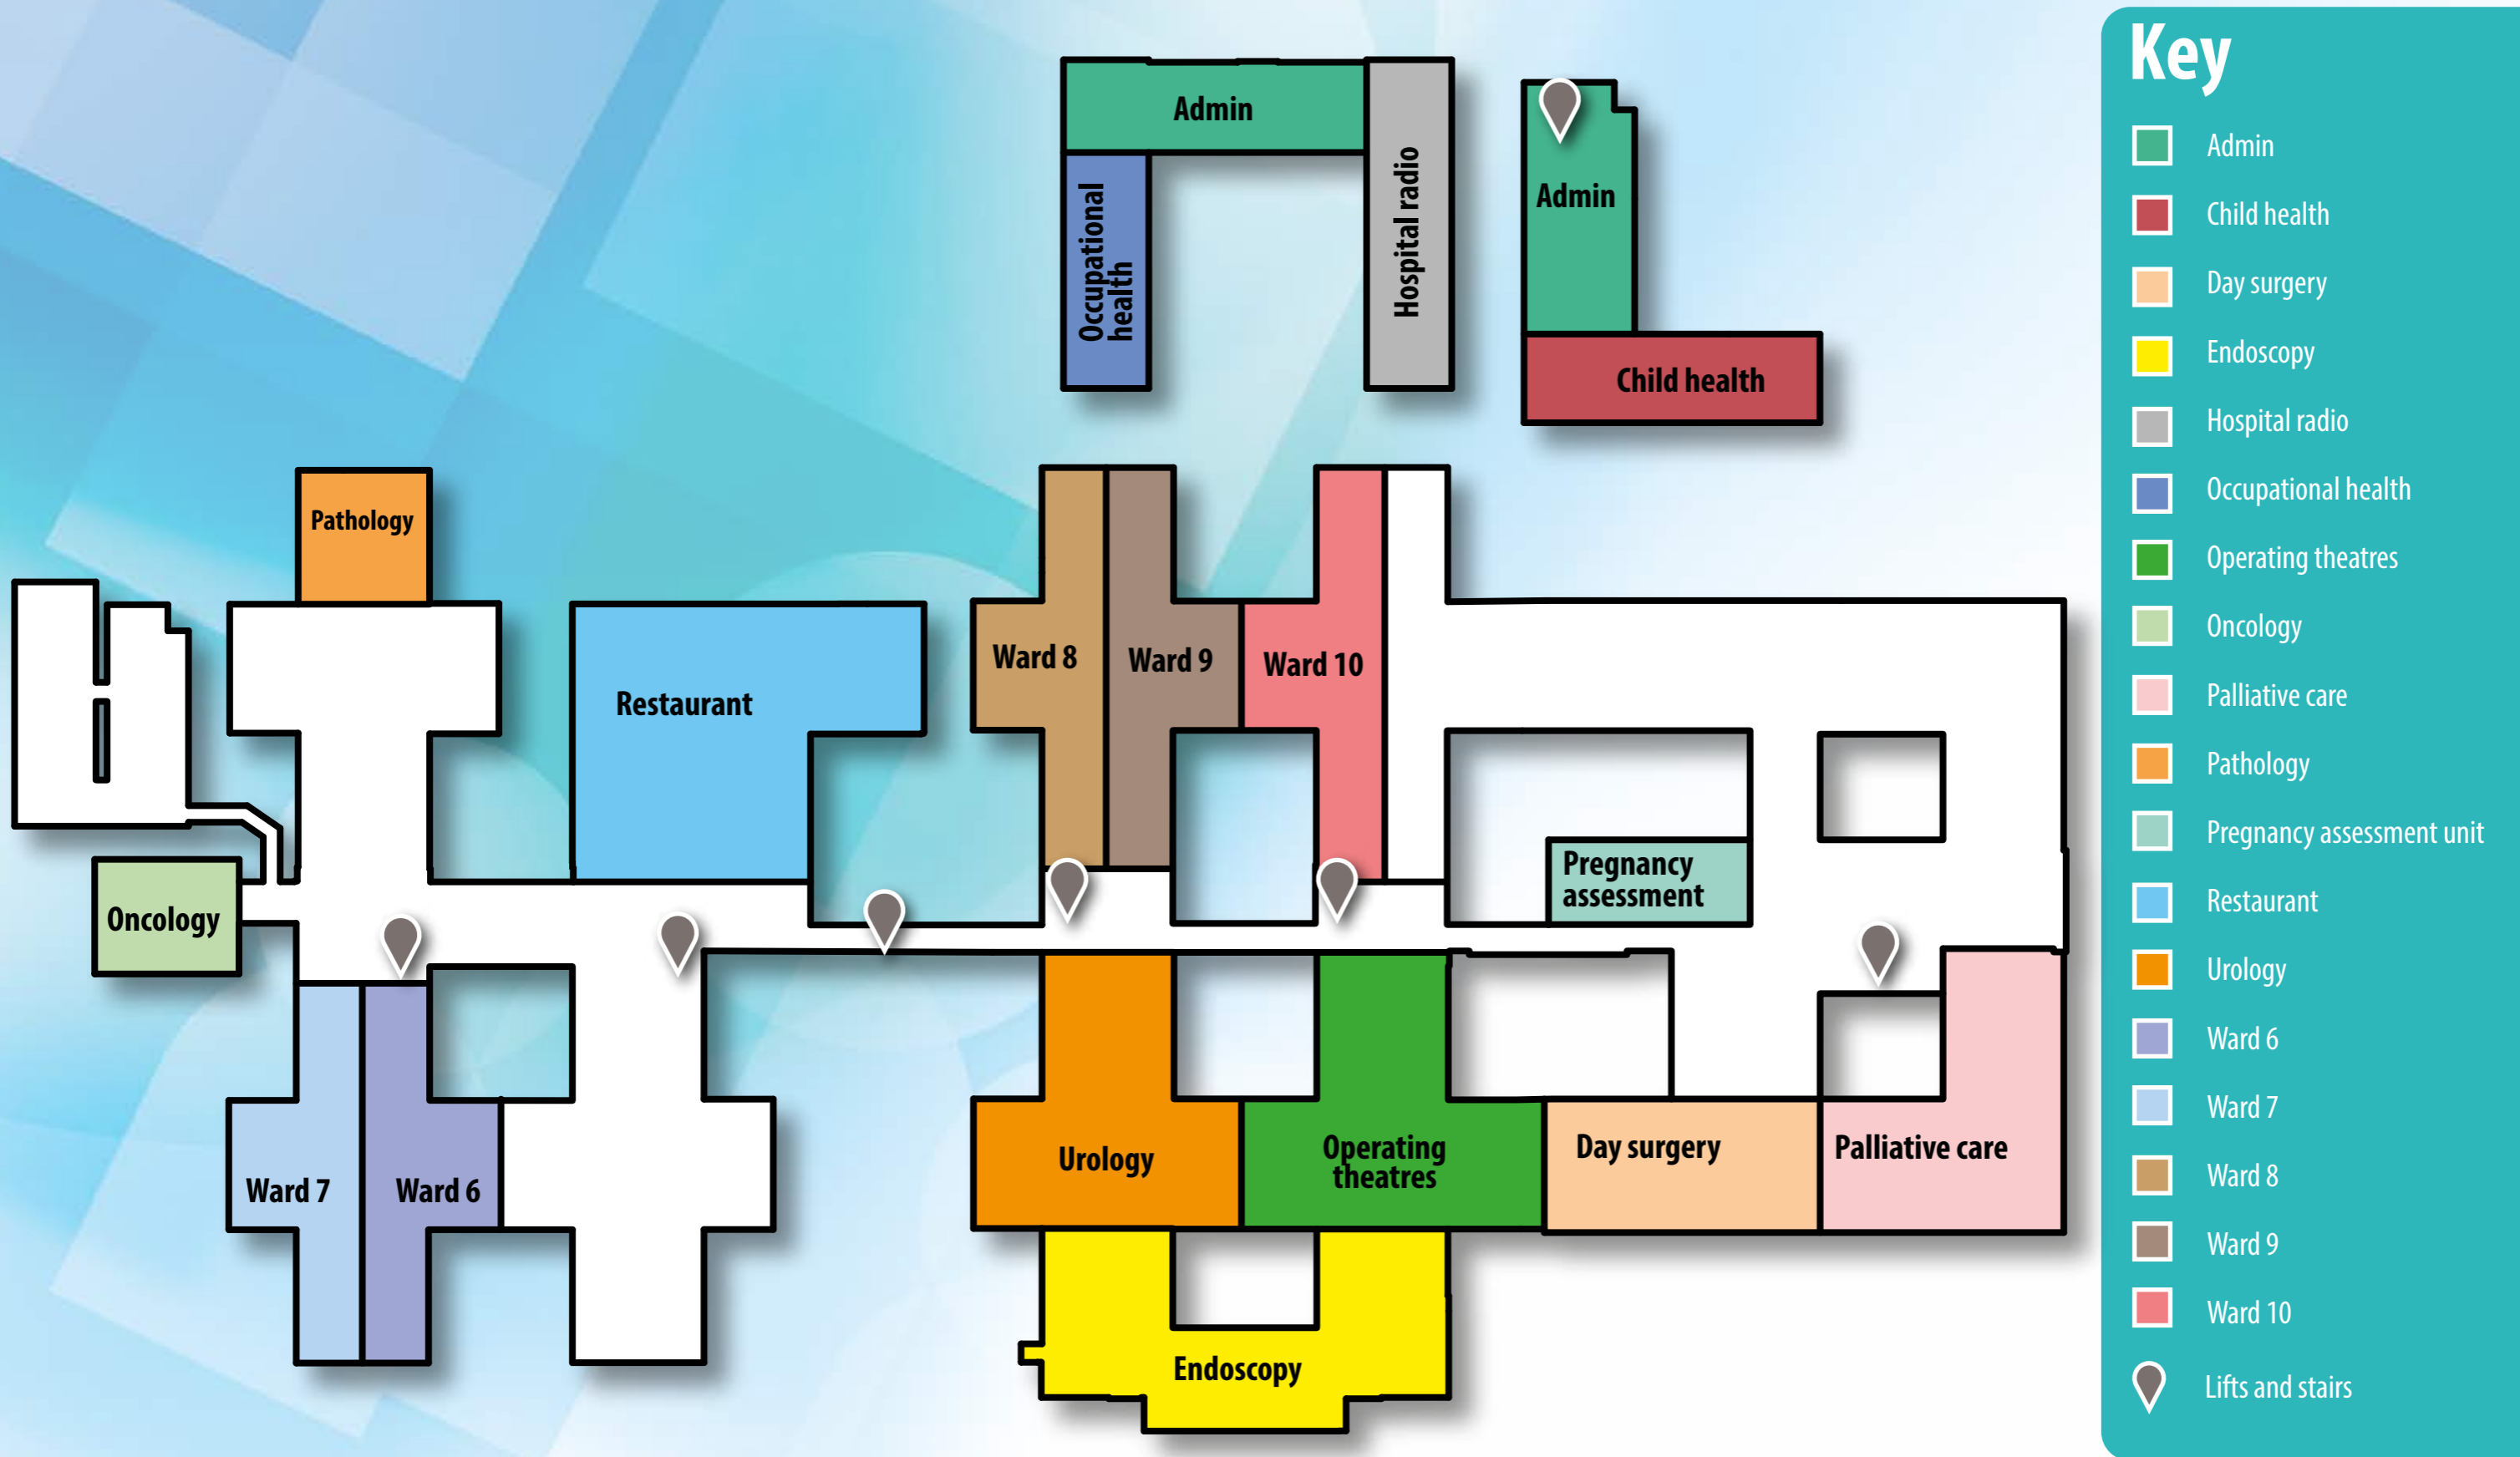 Admin
Occupational
health
Hospital radio
Admin
Child health
Pathology
Restaurant
Ward 8
Ward 9
Ward 10
Pregnancy
assessment
Oncology
Ward 7
Ward 6
Urology
Operating
theatres
Day surgery
Palliative care
Endoscopy
Key
Admin
Child health
Day surgery
Endoscopy
Hospital radio
Occupational health
Operating theatres
Oncology
Palliative care
Pathology
Pregnancy assessment unit
Restaurant
Urology
Ward 6
Ward 7
Ward 8
Ward 9
Ward 10
Lifts and stairs